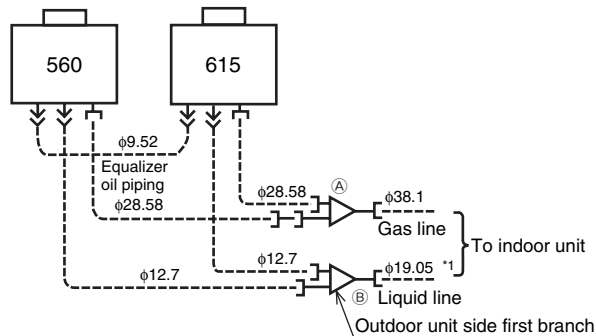 560
615
φ9.52
Equalizer
oil piping
φ28.58
φ28.58
Ⓐ
φ38.1
Gas line
To indoor unit
φ12.7
φ12.7
Ⓑ
φ19.05 *1
Liquid line
Outdoor unit side first branch